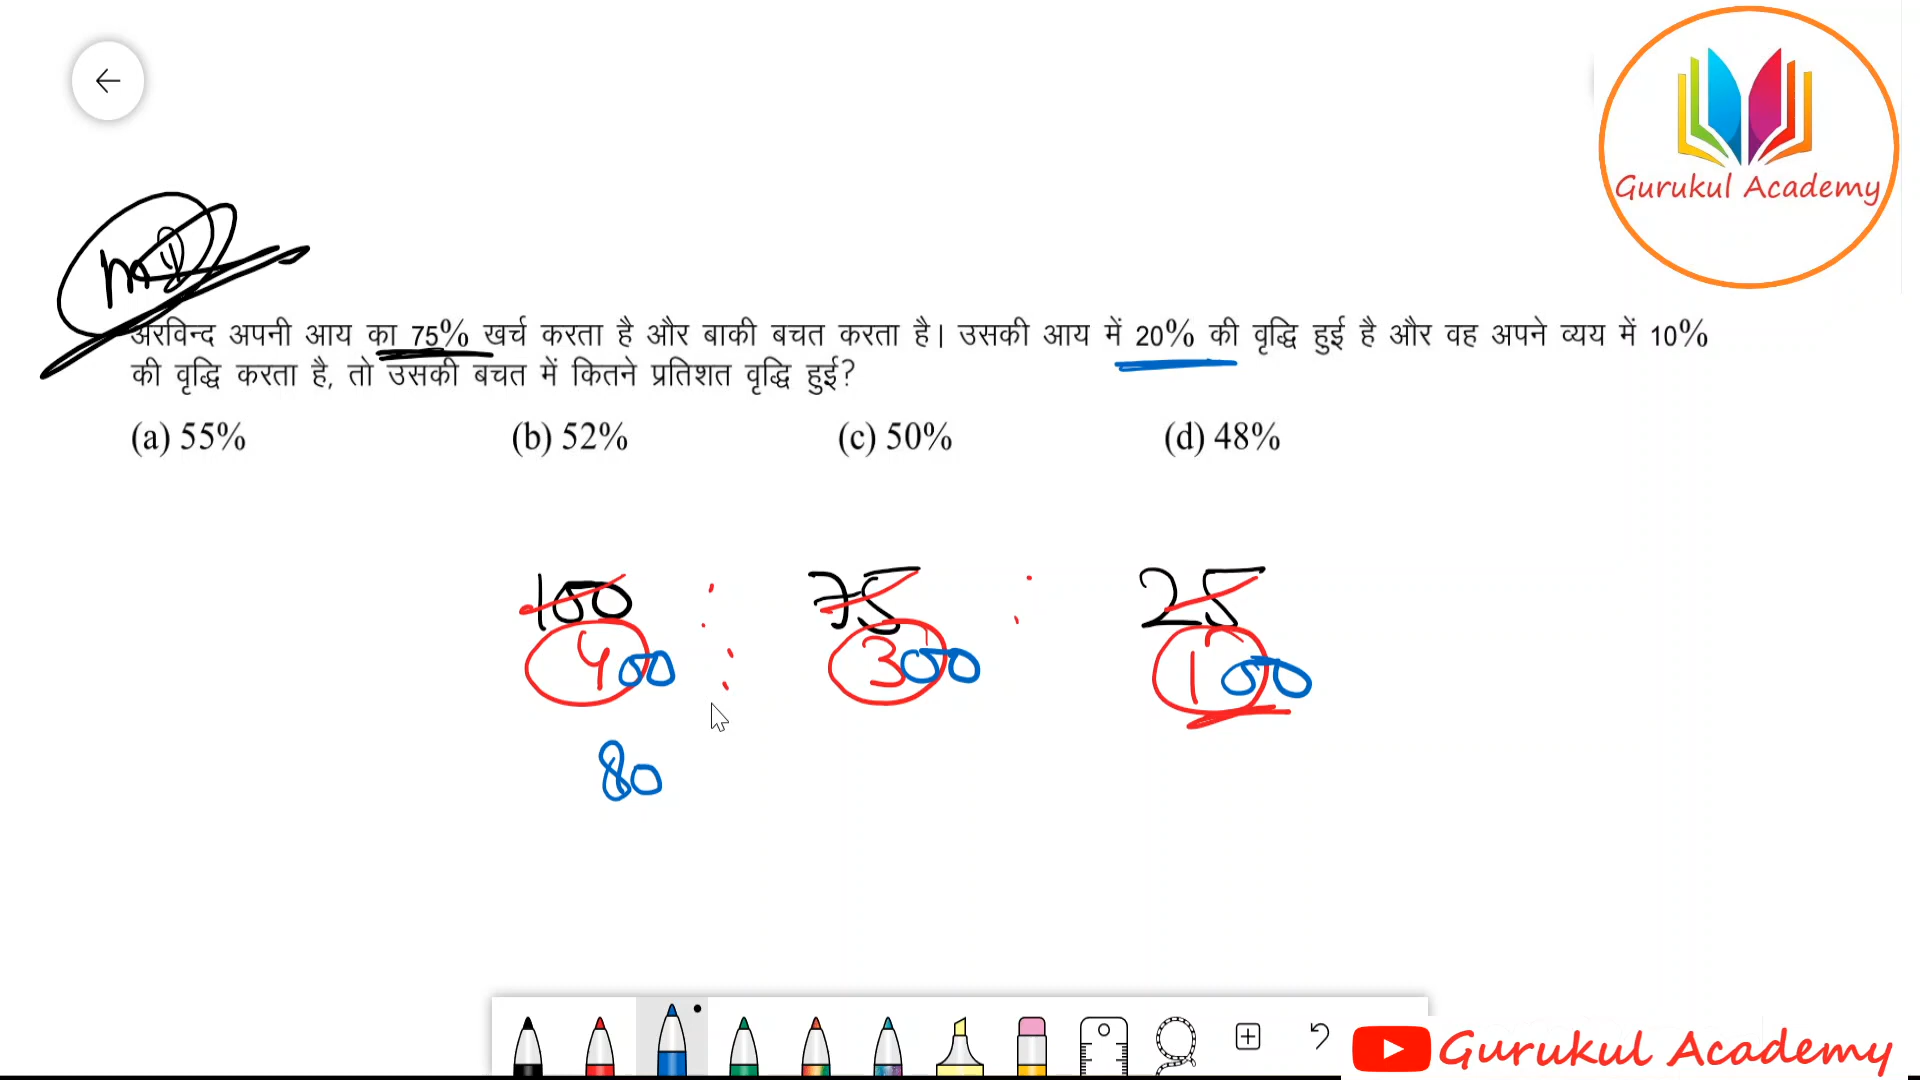 Gurukul Academy
अरविन्द अपनी आय का 75% खर्च करता है और बाकी बचत करता है। उसकी आय में 20% की वृद्धि हुई है और वह अपने व्यय में 10%
की वृद्धि करता है, तो उसकी बचत में कितने प्रतिशत वृद्धि हुई?
(a) 55% (b) 52% (c) 50% (d) 48%
100 : 75 : 25
400 : 300 100
80
Gurukul Academy